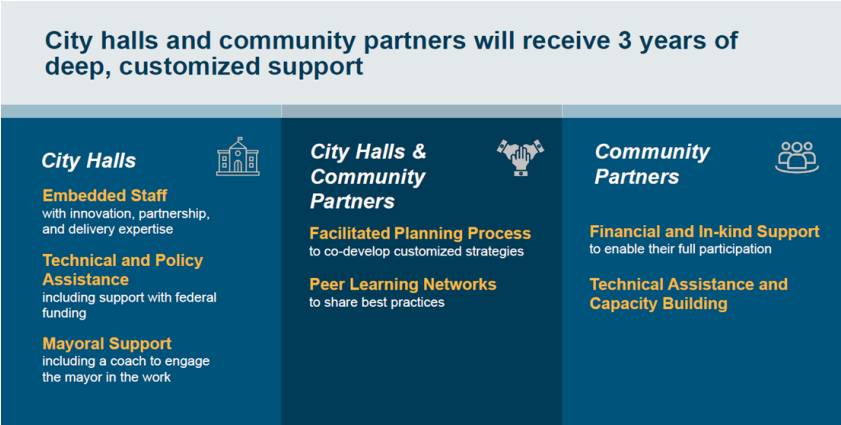 City halls and community partners will receive 3 years of
deep, customized support
City Halls
Embedded Staff
with innovation, partnership,
and delivery expertise
Technical and Policy
Assistance
including support with federal
funding
Mayoral Support
including a coach to engage
the mayor in the work
City Halls &
Community
Partners
Facilitated Planning Process
to co-develop customized strategies
Peer Learning Networks
to share best practices
Community
Partners
Financial and In-kind Support
to enable their full participation
Technical Assistance and
Capacity Building